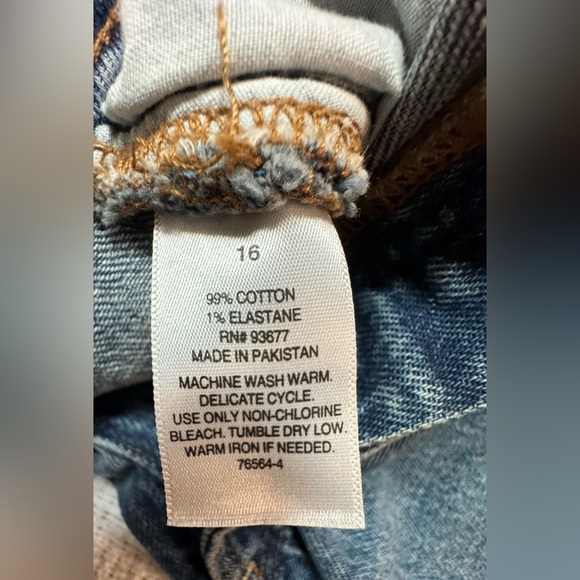 16
99% COTTON
1% ELASTANE
RN# 93677
MADE IN PAKISTAN
MACHINE WASH WARM.
DELICATE CYCLE.
USE ONLY NON-CHLORINE
BLEACH. TUMBLE DRY LOW.
WARM IRON IF NEEDED.
76564-4